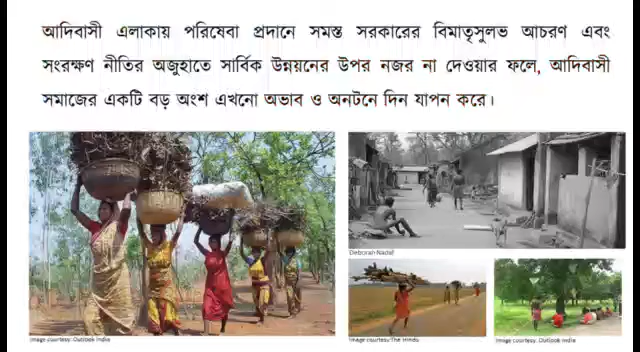 আদিবাসী এলাকায় পরিষেবা প্রদানে সমস্ত সরকারের বিমাতৃসুলভ আচরণ এবং
সংরক্ষণ নীতির অজুহাতে সার্বিক উন্নয়নের উপর নজর না দেওয়ার ফলে, আদিবাসী
সমাজের একটি বড় অংশ এখনো অভাব ও অনটনে দিন যাপন করে।
Deborah Nadel
Image courtesy: Outlook India
Image courtesy: The Hindu
Image courtesy: Outlook India